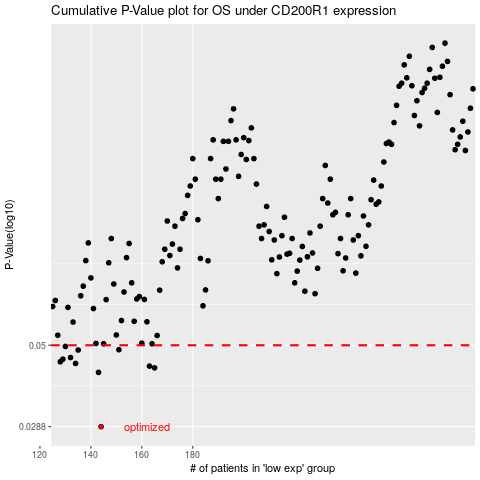 Cumulative P-Value plot for OS under CD200R1 expression
P-Value(log10)
0.05
0.0288
optimized
120 140 160 180
# of patients in 'low exp' group